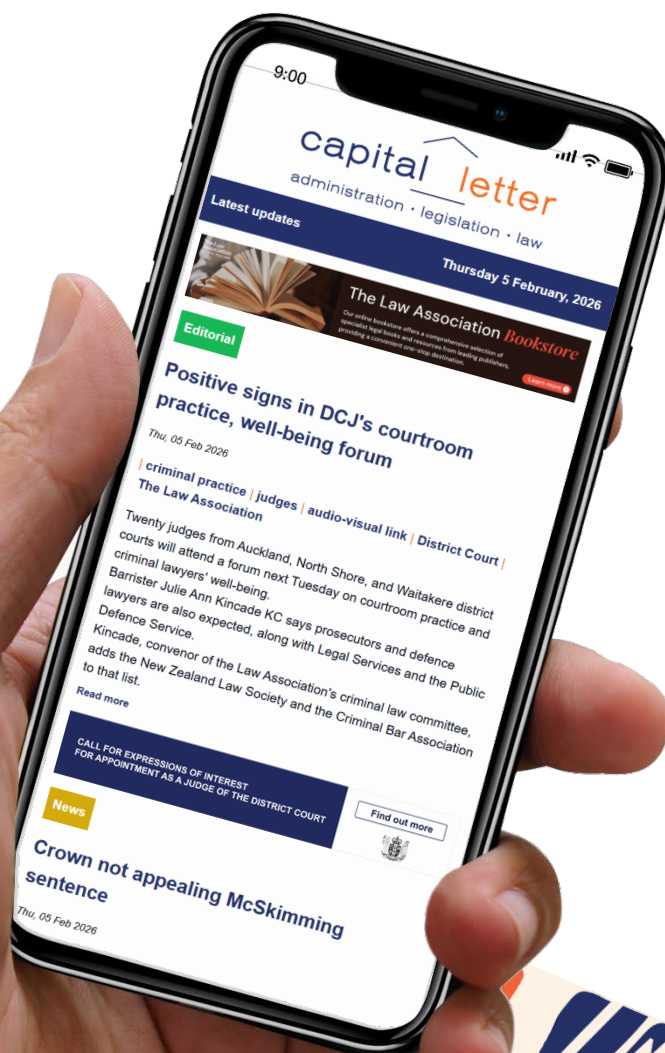 9:00
capital letter
administration · legislation · law
Latest updates
Thursday 5 February, 2026
The Law Association
The Law Association Bookstore
Our online bookstore offers a comprehensive selection of
specialist legal books and resources from leading publishers,
providing a convenient one-stop destination.
Learn more
Editorial
Positive signs in DCJ's courtroom
practice, well-being forum
Thu, 05 Feb 2026
| criminal practice | judges | audio-visual link | District Court |
The Law Association
Twenty judges from Auckland, North Shore, and Waitakere district
courts will attend a forum next Tuesday on courtroom practice and
criminal lawyers' well-being.
Barrister Julie Ann Kincade KC says prosecutors and defence
lawyers are also expected, along with Legal Services and the Public
Defence Service.
Kincade, convenor of the Law Association's criminal law committee,
adds the New Zealand Law Society and the Criminal Bar Association
to that list.
Read more
CALL FOR EXPRESSIONS OF INTEREST
FOR APPOINTMENT AS A JUDGE OF THE DISTRICT COURT
Find out more
News
Crown not appealing McSkimming
sentence
Thu, 05 Feb 2026